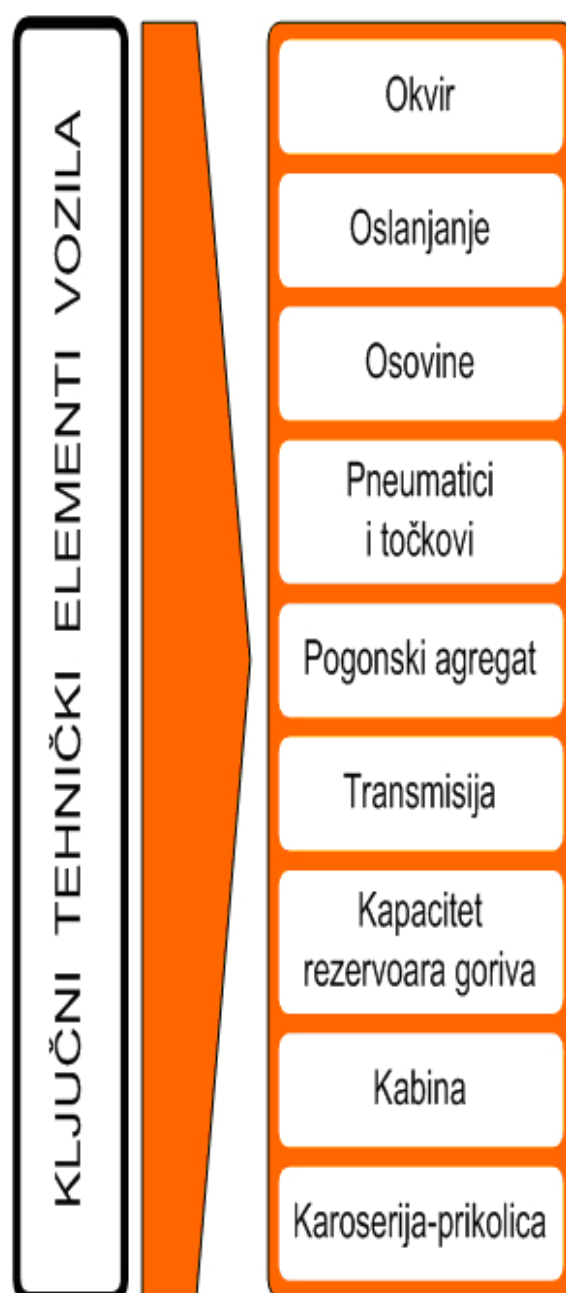 KLJUČNI TEHNIČKI ELEMENTI VOZILA
Okvir
Oslanjanje
Osovine
Pneumatici
i točkovi
Pogonski agregat
Transmisija
Kapacitet
rezervoara goriva
Kabina
Karoserija-prikolica